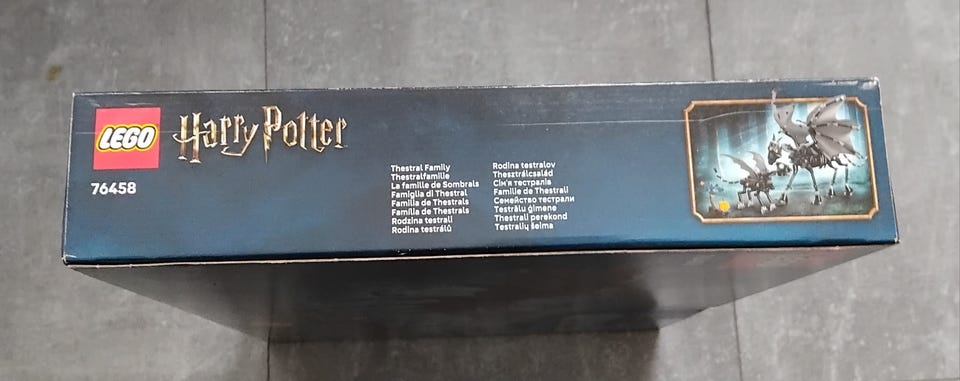 LEGO
Harry Potter
76458
Thestral Family
Thestralfamilie
La famille de Sombrals
Famiglia di Thestral
Familia de Thestrals
Família de Thestrals
Rodzina testrali
Rodina testrálů
Rodina testralov
Thesztrálcsalád
Сім'я тестралів
Familie de Thestrali
Семейство тестрали
Testrālu ģimene
Thestrali perekond
Testralių šeima